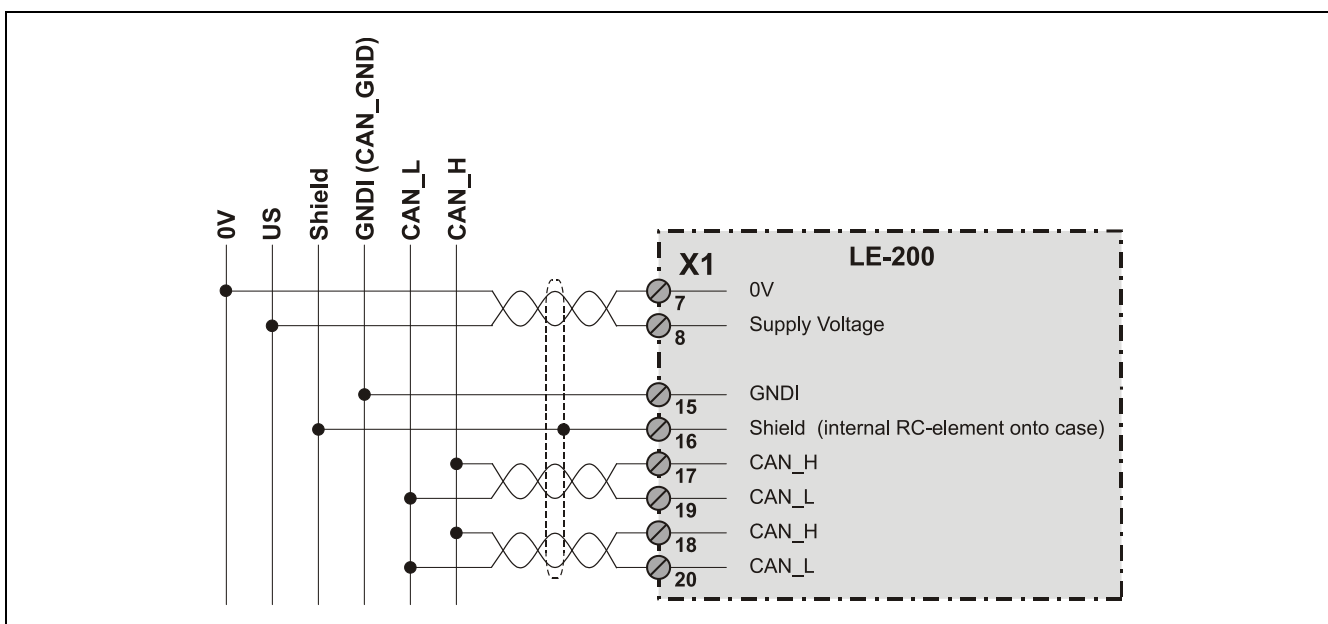 0V
US
Shield
GNDI (CAN_GND)
CAN_L
CAN_H
X1
LE-200
7 0V
8 Supply Voltage
15 GNDI
16 Shield (internal RC-element onto case)
17 CAN_H
19 CAN_L
18 CAN_H
20 CAN_L